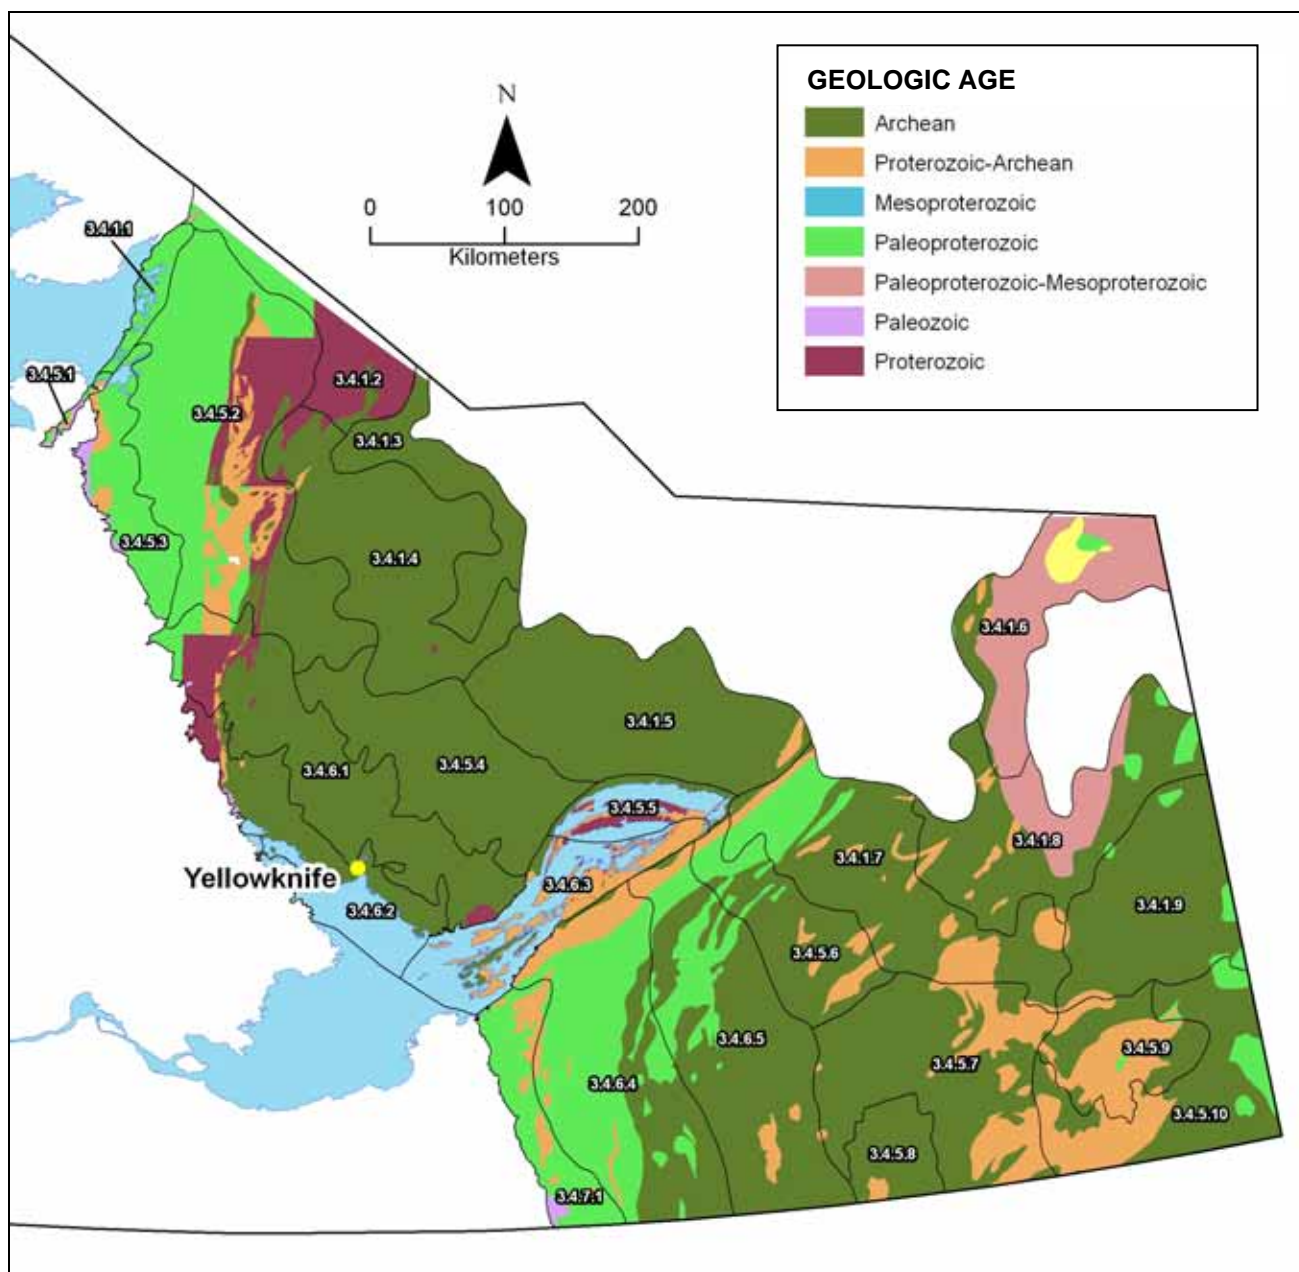 GEOLOGIC AGE
Archean
Proterozoic-Archean
Mesoproterozoic
Paleoproterozoic
Paleoproterozoic-Mesoproterozoic
Paleozoic
Proterozoic
N
0 100 200
Kilometers
3.4.1.1
3.4.5.1
3.4.1.2
3.4.5.2
3.4.1.3
3.4.5.3
3.4.1.4
3.4.1.6
3.4.1.5
3.4.6.1
3.4.5.4
3.4.5.5
3.4.1.8
3.4.1.7
Yellowknife
3.4.6.3
3.4.6.2
3.4.1.9
3.4.5.6
3.4.6.5
3.4.5.9
3.4.5.7
3.4.6.4
3.4.5.10
3.4.5.8
3.4.7.1